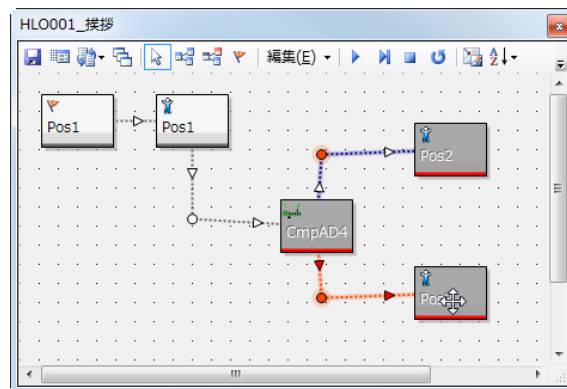 HLO001_挨拶
編集(E)
A
Z
Pos1
Pos1
Pos2
CmpAD4